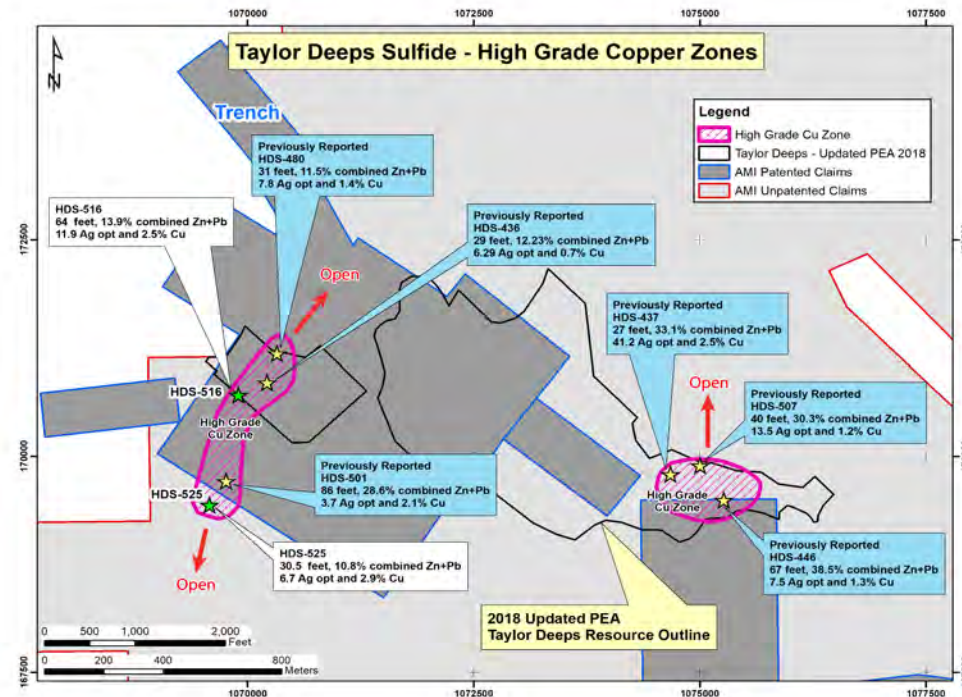 1070000
1072500
1075000
1077500
Taylor Deeps Sulfide - High Grade Copper Zones
N
Trench
Legend
High Grade Cu Zone
Taylor Deeps - Updated PEA 2018
AMI Patented Claims
AMI Unpatented Claims
Previously Reported
HDS-480
31 feet, 11.5% combined Zn+Pb
7.8 Ag opt and 1.4% Cu
HDS-516
64 feet, 13.9% combined Zn+Pb
11.9 Ag opt and 2.5% Cu
Previously Reported
HDS-436
29 feet, 12.23% combined Zn+Pb
6.29 Ag opt and 0.7% Cu
172500
172500
Open
Previously Reported
HDS-437
27 feet, 33.1% combined Zn+Pb
41.2 Ag opt and 2.5% Cu
Open
Previously Reported
HDS-507
40 feet, 30.3% combined Zn+Pb
13.5 Ag opt and 1.2% Cu
HDS-516
High Grade
Cu Zone
170000
170000
Previously Reported
HDS-501
86 feet, 28.6% combined Zn+Pb
3.7 Ag opt and 2.1% Cu
High Grade
Cu Zone
HDS-525
Previously Reported
HDS-446
67 feet, 38.5% combined Zn+Pb
7.5 Ag opt and 1.3% Cu
HDS-525
30.5 feet, 10.8% combined Zn+Pb
6.7 Ag opt and 2.9% Cu
Open
2018 Updated PEA
Taylor Deeps Resource Outline
0 500 1,000 2,000
Feet
0 200 400 800
Meters
167500
167500
1070000
1072500
1075000
1077500